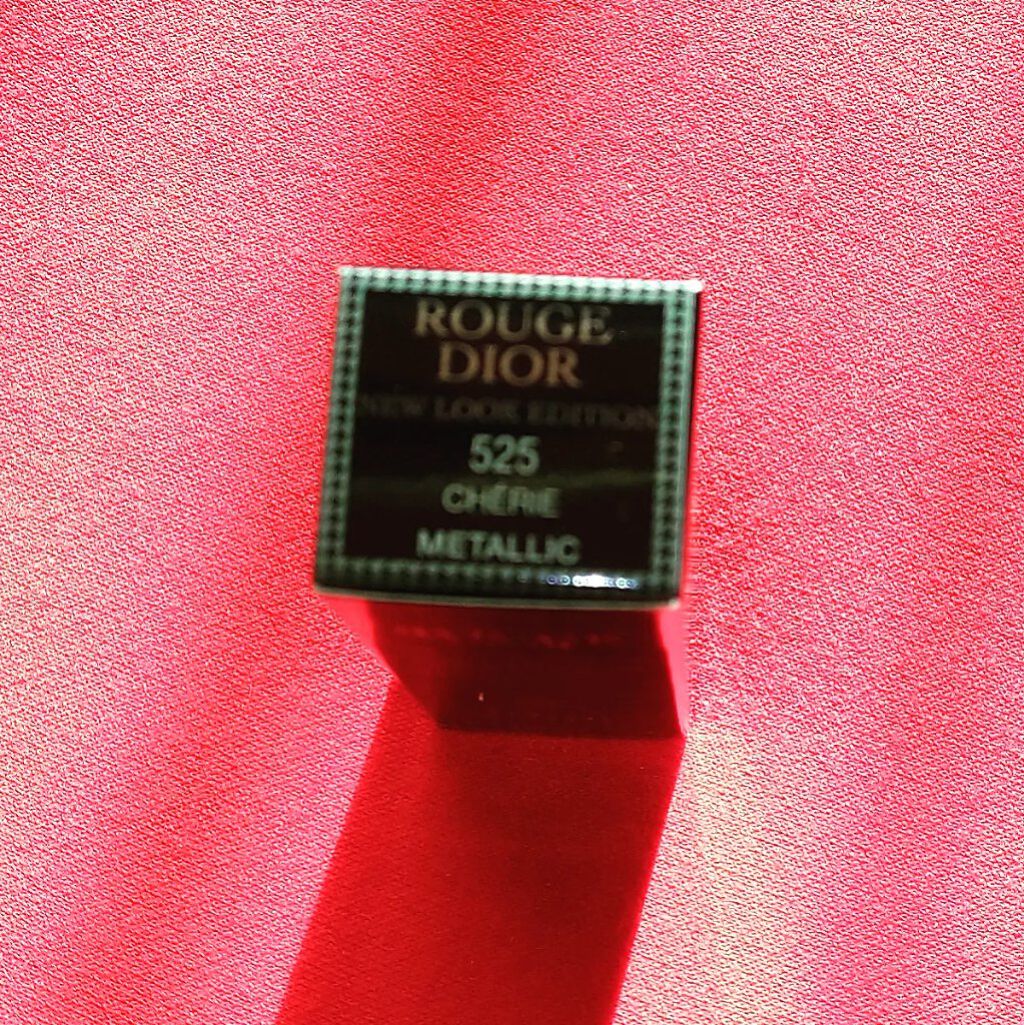 ROUGE
DIOR
NEW LOOK EDITION
525
CHÉRIE
METALLIC